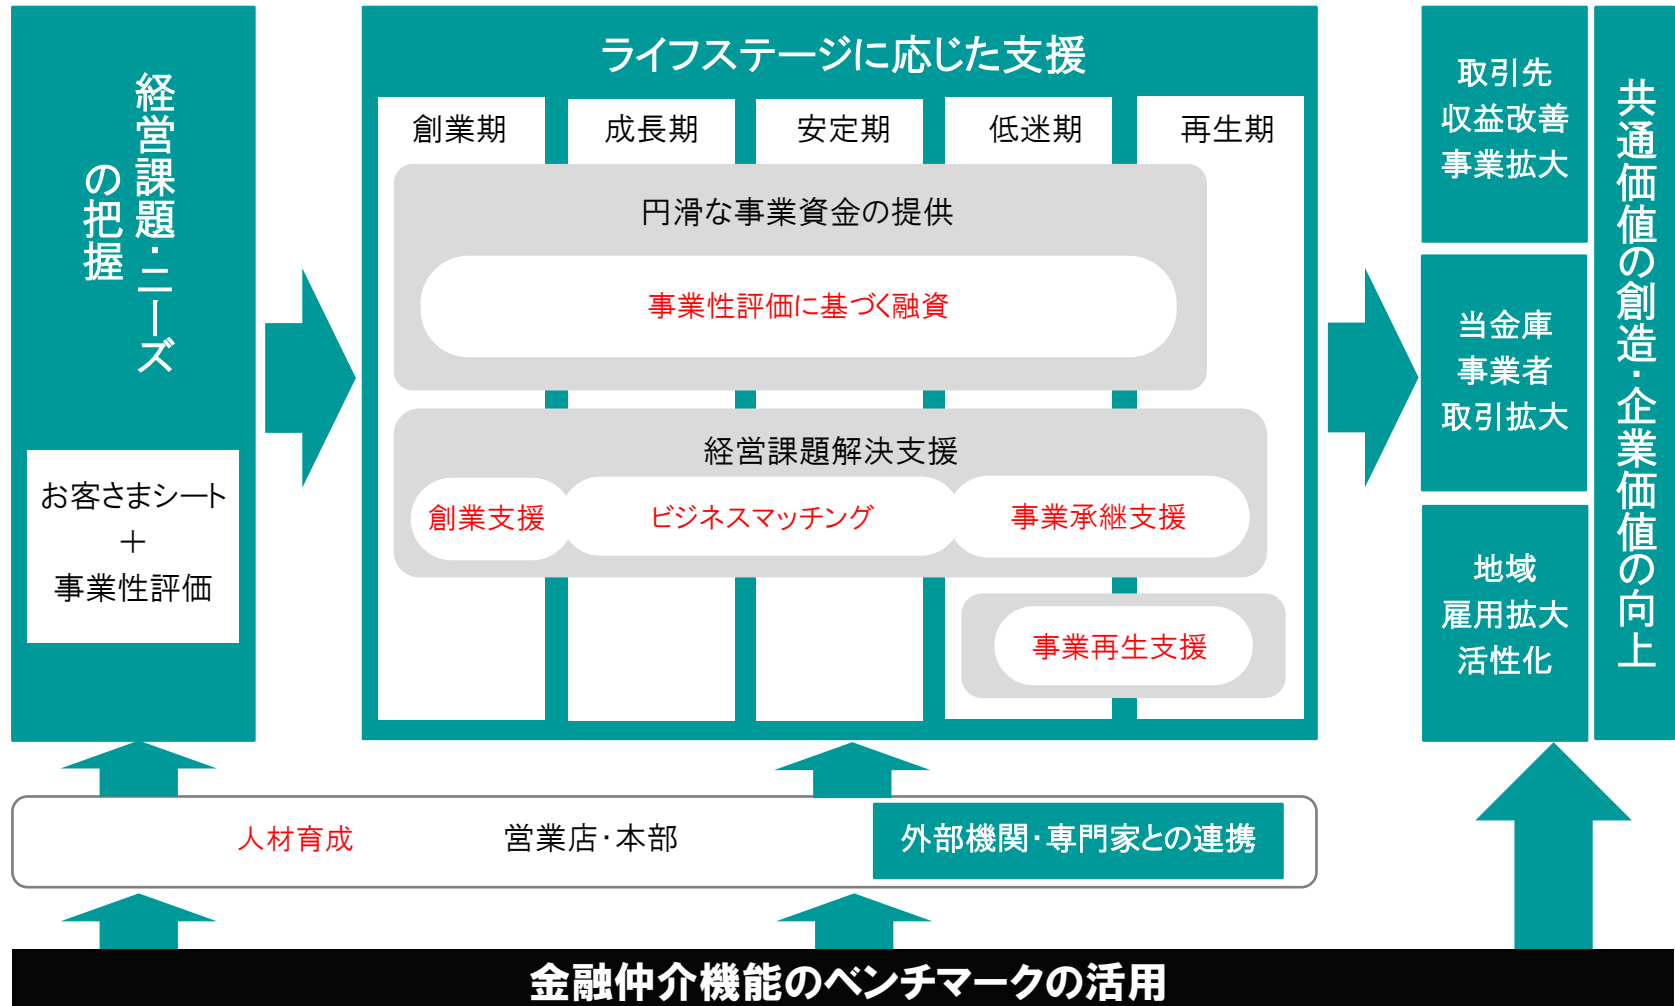 経営課題・ニーズ
の把握
お客さまシート
＋
事業性評価
ライフステージに応じた支援
創業期
成長期
安定期
低迷期
再生期
円滑な事業資金の提供
事業性評価に基づく融資
経営課題解決支援
創業支援
ビジネスマッチング
事業承継支援
事業再生支援
取引先
収益改善
事業拡大
当金庫
事業者
取引拡大
地域
雇用拡大
活性化
共通価値の創造・企業価値の向上
人材育成
営業店・本部
外部機関・専門家との連携
金融仲介機能のベンチマークの活用